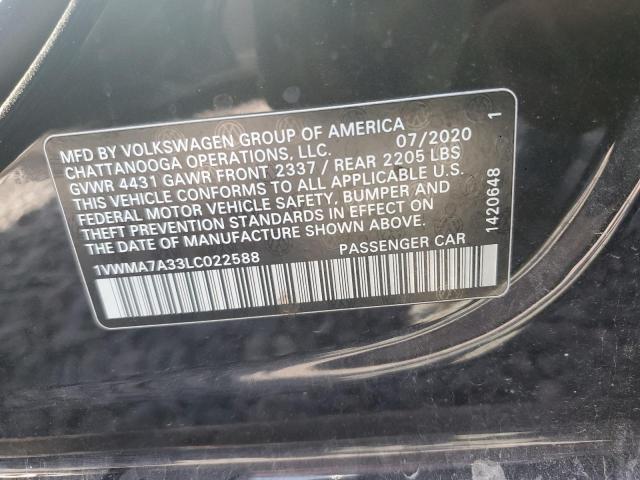 MFD BY VOLKSWAGEN GROUP OF AMERICA
CHATTANOOGA OPERATIONS, LLC. 07/2020 1
GVWR 4431 GAWR FRONT 2337 / REAR 2205 LBS
THIS VEHICLE CONFORMS TO ALL APPLICABLE U.S.
FEDERAL MOTOR VEHICLE SAFETY, BUMPER AND
THEFT PREVENTION STANDARDS IN EFFECT ON
THE DATE OF MANUFACTURE SHOWN ABOVE.
1VWMA7A33LC022588 PASSENGER CAR
1420648